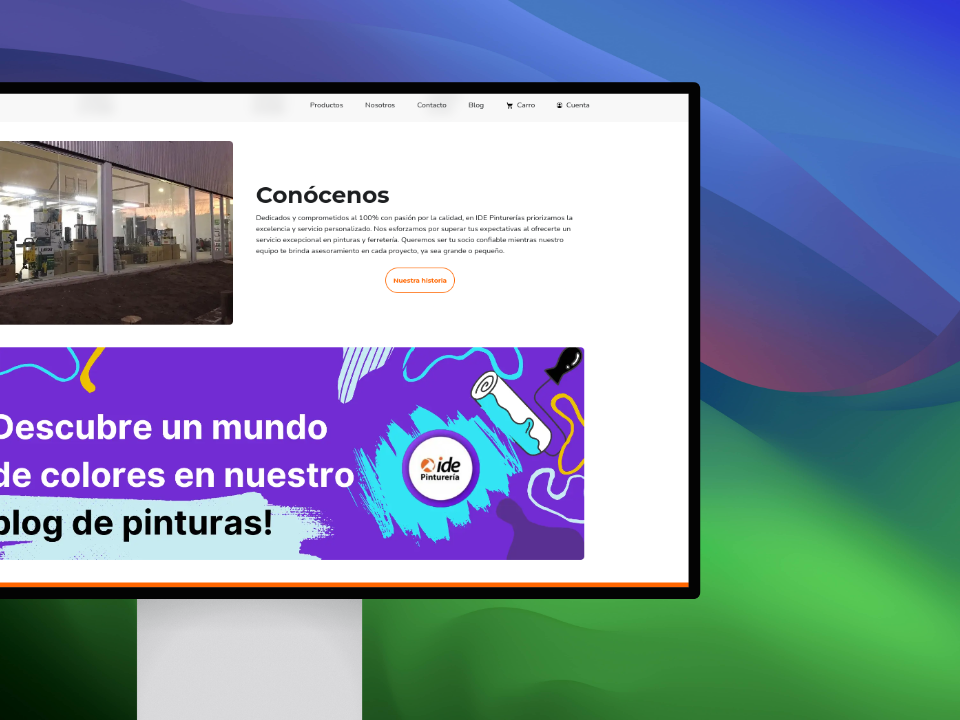 Productos Nosotros Contacto Blog Carro Cuenta
Conócenos
Dedicados y comprometidos al 100% con pasión por la calidad, en IDE Pinturerías priorizamos la
excelencia y servicio personalizado. Nos esforzamos por superar tus expectativas al ofrecerte un
servicio excepcional en pinturas y ferretería. Queremos ser tu socio confiable mientras nuestro
equipo te brinda asesoramiento en cada proyecto, ya sea grande o pequeño.
Nuestra historia
Descubre un mundo
de colores en nuestro
blog de pinturas!
ide
Pinturería